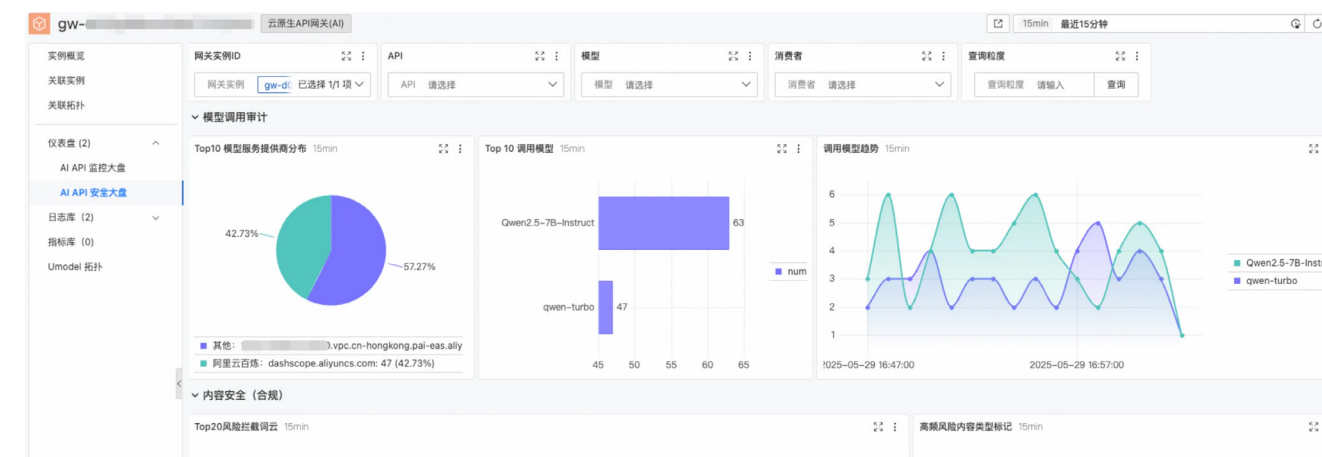 gw-
云原生API网关(AI)
15min 最近15分钟
实例概览
关联实例
关联拓扑
仪表盘 (2)
AI API 监控大盘
AI API 安全大盘
日志库 (2)
指标库 (0)
Umodel 拓扑
网关实例ID
网关实例 gw-d 已选择 1/1 项
API
API 请选择
模型
模型 请选择
消费者
消费者 请选择
查询粒度
查询粒度 请输入 查询
模型调用审计
Top10 模型服务提供商分布 15min
42.73%
57.27%
其他:
.vpc.cn-hongkong.pai-eas.aliy
阿里云百炼: dashscope.aliyuncs.com: 47 (42.73%)
Top 10 调用模型 15min
Qwen2.5-7B-Instruct
63
qwen-turbo
47
45 50 55 60 65
num
调用模型趋势 15min
6
5
4
3
2
1
2025-05-29 16:47:00
2025-05-29 16:57:00
Qwen2.5-7B-Inst
qwen-turbo
内容安全(合规)
Top20风险拦截词云 15min
高频风险内容类型标记 15min